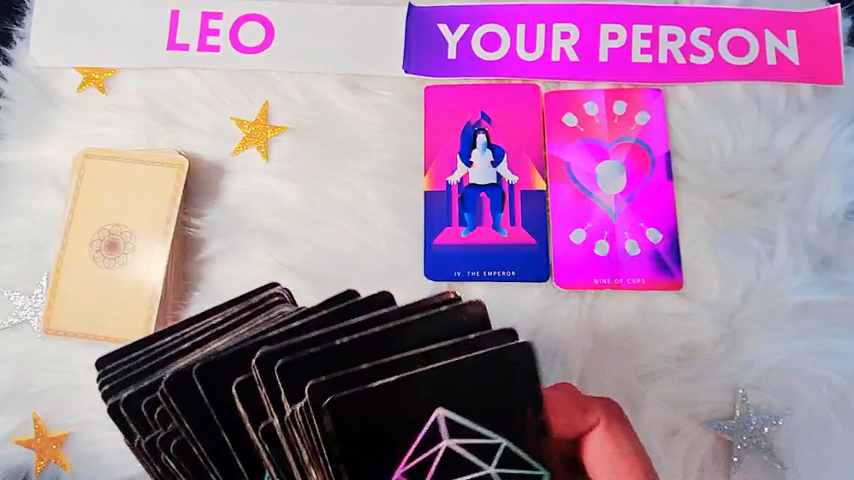 LEO
YOUR PERSON
IV. THE EMPEROR
NINE OF CUPS